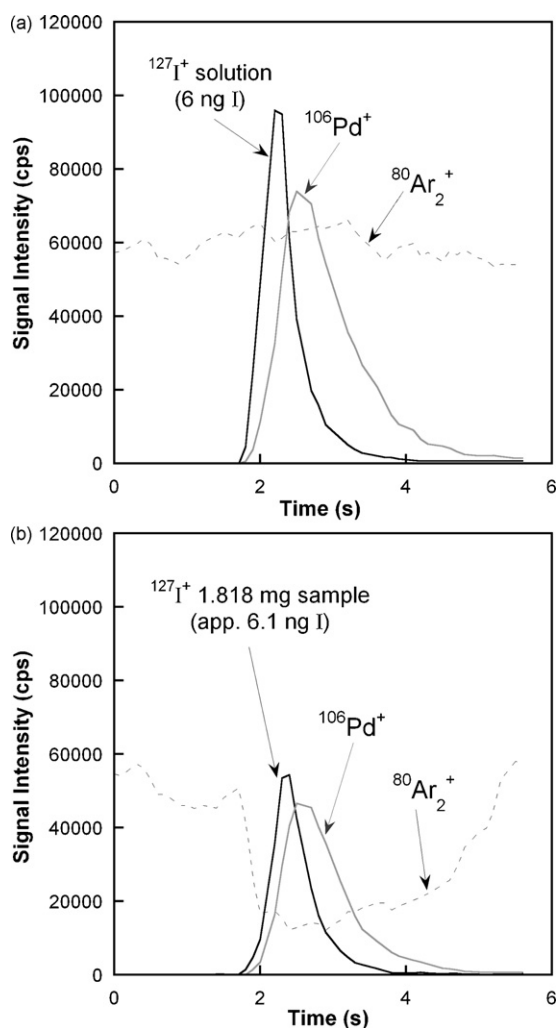 (a)
120000
100000
80000
60000
40000
20000
0
Signal Intensity (cps)
¹²⁷I⁺ solution
(6 ng I)
¹⁰⁶Pd⁺
⁸⁰Ar₂⁺
0 2 4 6
Time (s)
(b)
120000
100000
80000
60000
40000
20000
0
Signal Intensity (cps)
¹²⁷I⁺ 1.818 mg sample
(app. 6.1 ng I)
¹⁰⁶Pd⁺
⁸⁰Ar₂⁺
0 2 4 6
Time (s)